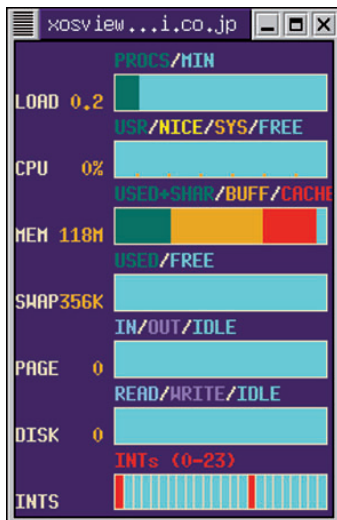 xosview...i.co.jp
PROCS/MIN
LOAD 0.2
USR/NICE/SYS/FREE
CPU 0%
USED+SHAR/BUFF/CACHE
MEM 118M
USED/FREE
SWAP356K
IN/OUT/IDLE
PAGE 0
READ/WRITE/IDLE
DISK 0
INTs (0-23)
INTS